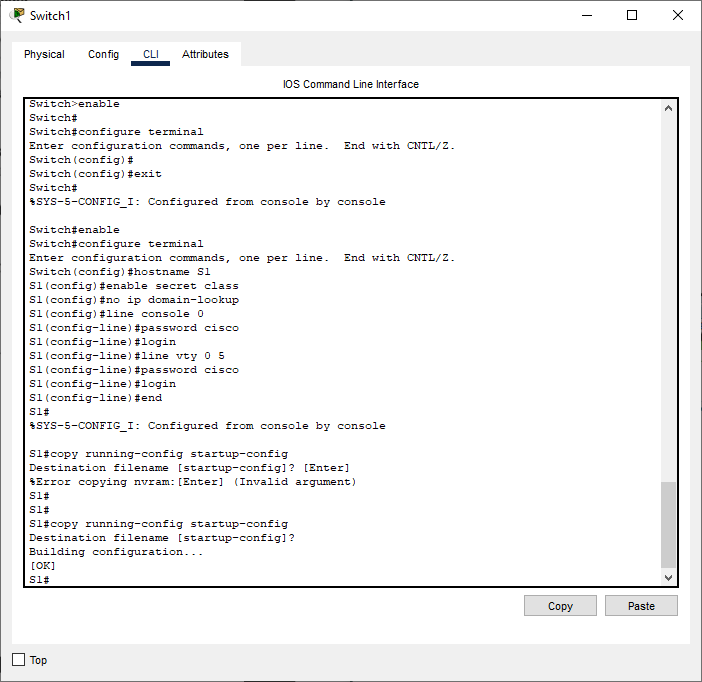 Switch1
Physical Config CLI Attributes
IOS Command Line Interface
Switch>enable
Switch#
Switch#configure terminal
Enter configuration commands, one per line.  End with CNTL/Z.
Switch(config)#
Switch(config)#exit
Switch#
%SYS-5-CONFIG_I: Configured from console by console

Switch#enable
Switch#configure terminal
Enter configuration commands, one per line.  End with CNTL/Z.
Switch(config)#hostname S1
S1(config)#enable secret class
S1(config)#no ip domain-lookup
S1(config)#line console 0
S1(config-line)#password cisco
S1(config-line)#login
S1(config-line)#line vty 0 5
S1(config-line)#password cisco
S1(config-line)#login
S1(config-line)#end
S1#
%SYS-5-CONFIG_I: Configured from console by console

S1#copy running-config startup-config
Destination filename [startup-config]? [Enter]
%Error copying nvram:[Enter] (Invalid argument)
S1#
S1#
S1#copy running-config startup-config
Destination filename [startup-config]?
Building configuration...
[OK]
S1#
Copy Paste
Top